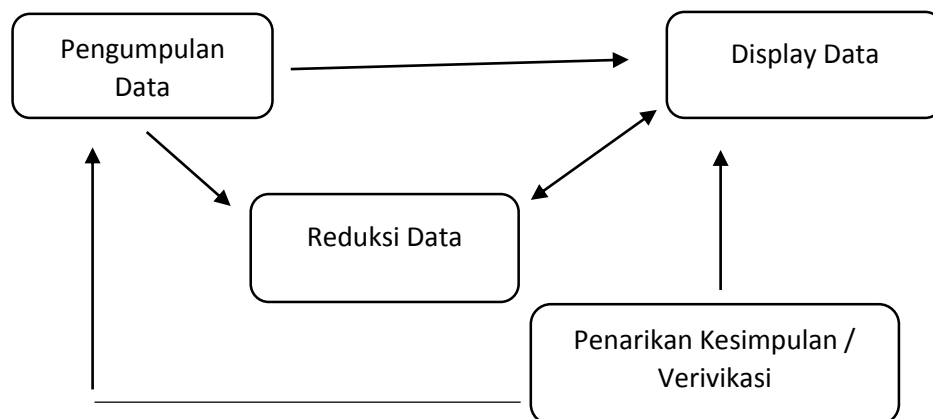 Pengumpulan
Data
Display Data
Reduksi Data
Penarikan Kesimpulan /
Verivikasi